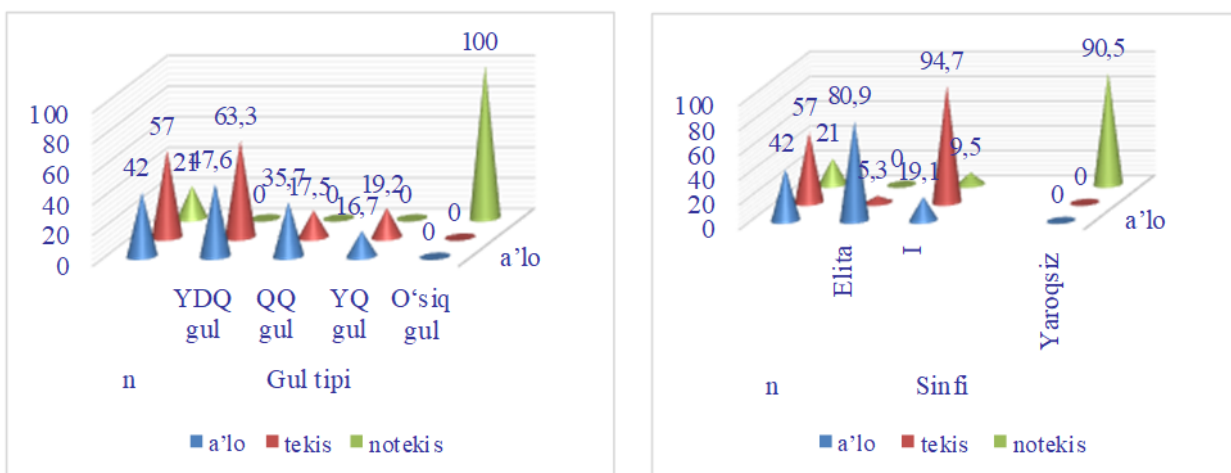 100
57
63,3
42
21
47,6
35,7
17,5
19,2
16,7
0
0
0
0
0
100
80
60
40
20
0
a’lo
YDQ gul
QQ gul
YQ gul
O‘siq gul
n
Gul tipi
a’lo tekis notekis
94,7
90,5
57
80,9
42
21
5,3
0
19,1
9,5
0
0
100
80
60
40
20
0
a’lo
Elita
I
Yaroqsiz
n
Sinfi
a’lo tekis notekis